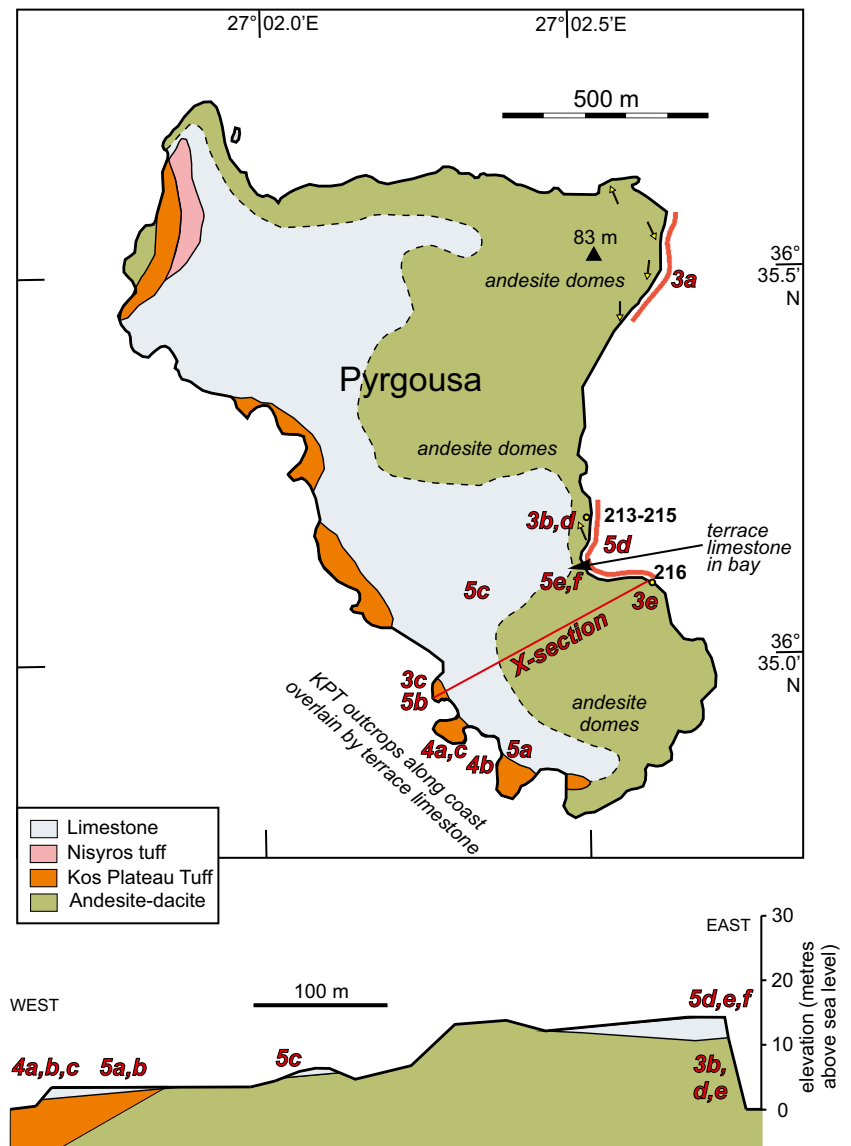 27° 02.0'E
27° 02.5'E
500 m
83 m
36°
35.5'
N
andesite domes
3a
Pyrgousa
andesite domes
3b,d
213-215
5d
terrace
limestone
in bay
5e,f
216
5c
3e
X-section
36°
35.0'
N
3c
5b
andesite
domes
KPT outcrops along coast
overlain by terrace limestone
4a,c
4b
5a
Limestone
Nisyros tuff
Kos Plateau Tuff
Andesite-dacite
EAST
30
WEST
100 m
20
5d,e,f
4a,b,c
5a,b
5c
10
3b,
d,e
0
elevation (metres
above sea level)